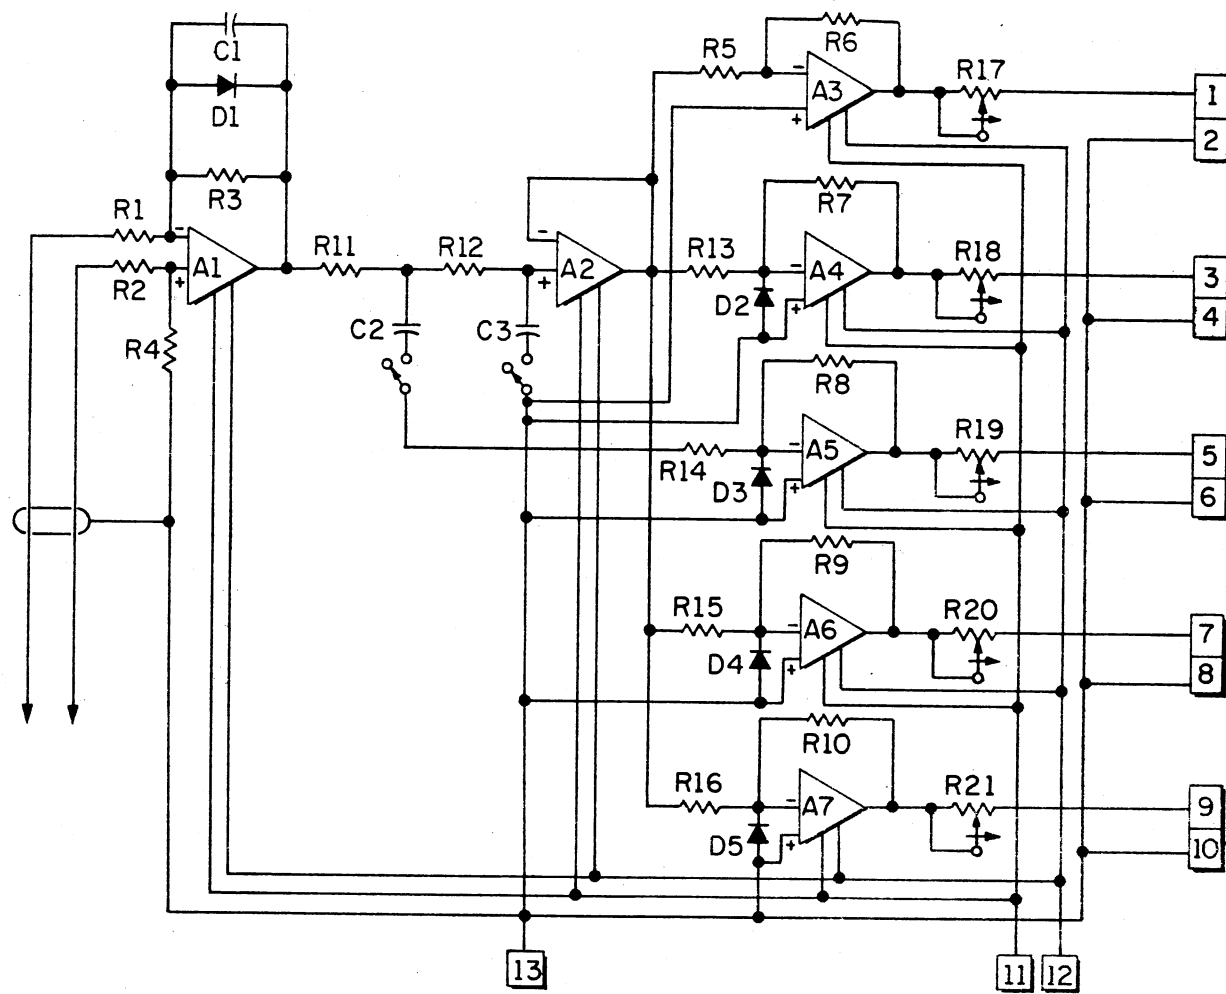 C1
D1
R3
R1
R2
R4
- + A1
R11
R12
C2
C3
- + A2
R5
R6
- + A3
R17
1
2
R13
R7
D2
- + A4
R18
3
4
R14
R8
D3
- + A5
R19
5
6
R15
R9
D4
- + A6
R20
7
8
R16
R10
D5
- + A7
R21
9
10
13
11
12